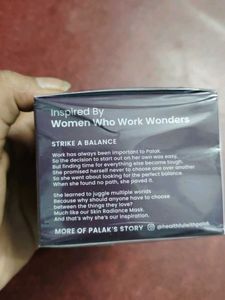 Inspired By
Women Who Work Wonders
STRIKE A BALANCE
Work has always been important to Palak.
So the decision to start out on her own was easy.
But finding time for everything else became tough.
She promised herself never to choose one over another
So she went about looking for the perfect balance
When she found no path, she paved it.
She learned to juggle multiple worlds
Because why should anyone have to choose
between the things they love?
Much like our Skin Radiance Mask.
And that's why she's our inspiration.
MORE OF PALAK'S STORY @healthfulwithpalak